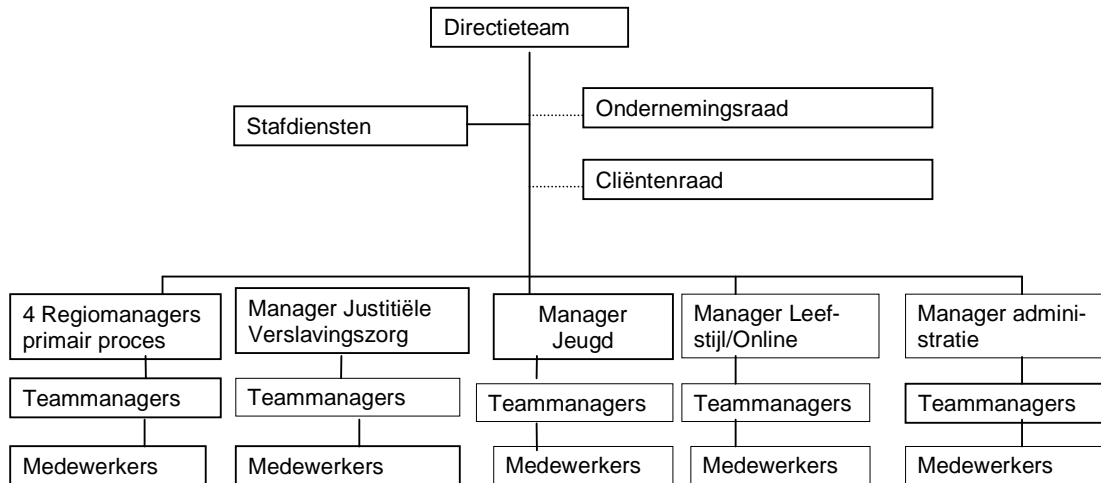 Directieteam
Ondernemingsraad
Stafdiensten
Cliëntenraad
4 Regiomanagers
primair proces
Manager Justitiële
Verslavingszorg
Manager
Jeugd
Manager Leef-
stijl/Online
Manager admini-
stratie
Teammanagers
Teammanagers
Teammanagers
Teammanagers
Teammanagers
Medewerkers
Medewerkers
Medewerkers
Medewerkers
Medewerkers